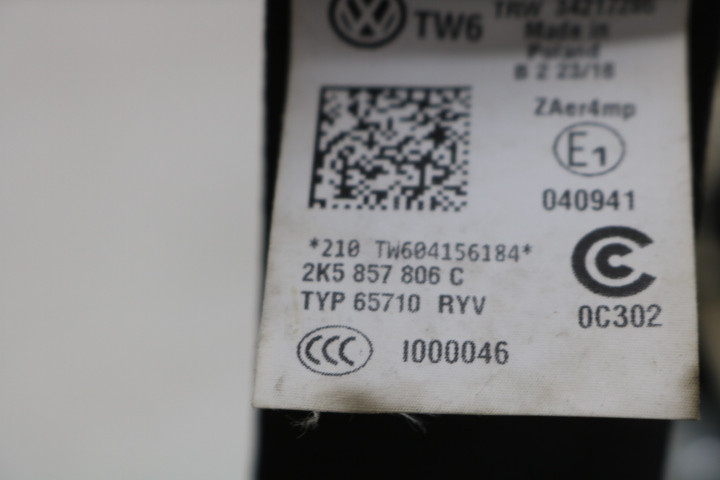 TW6
TRW
Made in
Poland
B 2 23/18
ZAer4mp
E1
040941
*210 TW604156184*
2K5 857 806 C
TYP 65710 RYV
0C302
CCC I000046